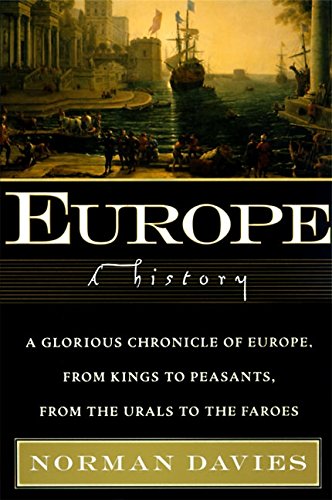 EUROPE
A history
A GLORIOUS CHRONICLE OF EUROPE,
FROM KINGS TO PEASANTS,
FROM THE URALS TO THE FAROES
NORMAN DAVIES